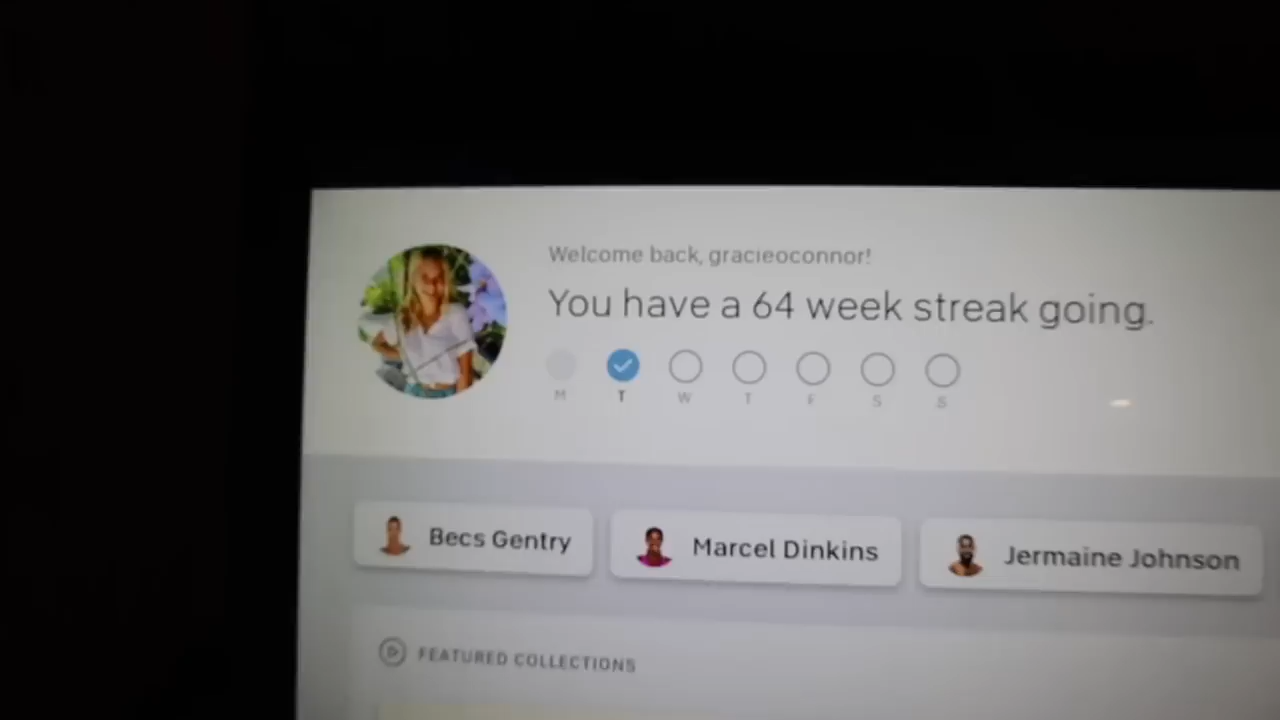 Welcome back, gracieoconnor!
You have a 64 week streak going.
M T W T F S S
Becs Gentry Marcel Dinkins Jermaine Johnson
FEATURED COLLECTIONS